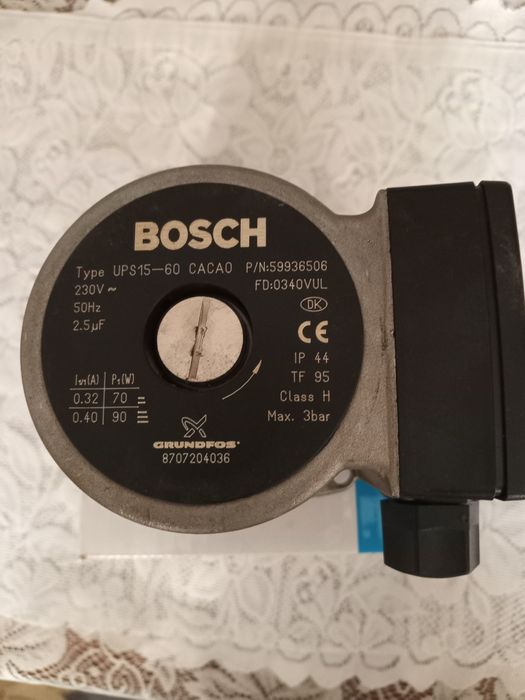 BOSCH
Type UPS15-60 CACAO P/N:59936506
230V ~ FD:0340VUL
50Hz
2.5µF
DK
CE
IP 44
TF 95
Class H
Max. 3bar
I1/1(A) P1(W)
0.32 70
0.40 90
GRUNDFOS
8707204036